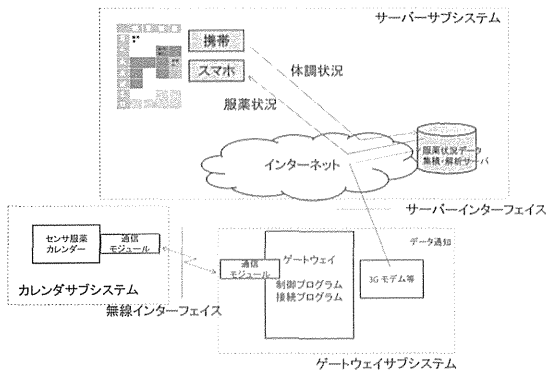 サーバーサブシステム
携帯
スマホ
体調状況
服薬状況
インターネット
服薬状況データ
集積・解析サーバ
サーバーインターフェイス
センサ服薬
カレンダー
通信
モジュール
カレンダサブシステム
無線インターフェイス
データ通知
ゲートウェイ
通信
モジュール
制御プログラム
接続プログラム
3Gモデム等
ゲートウェイサブシステム